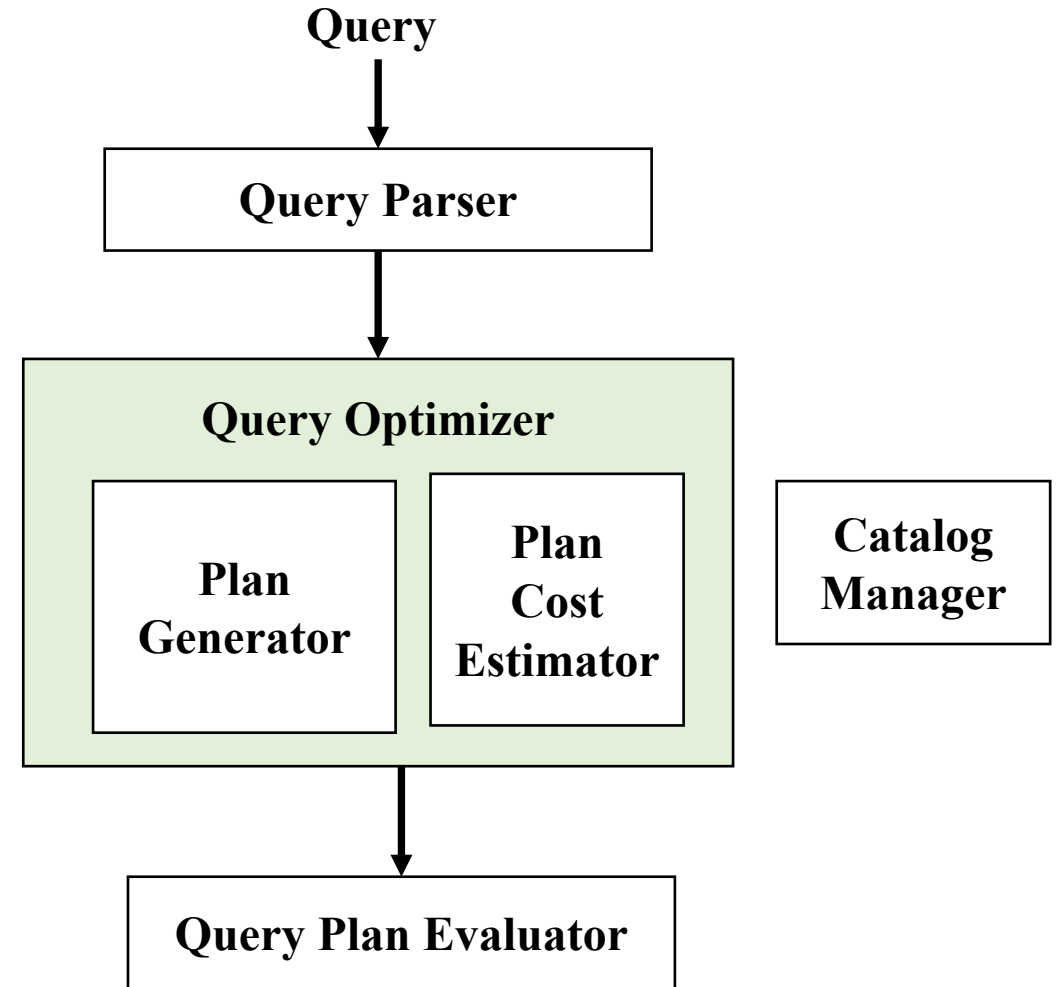 Query
Query Parser
Query Optimizer
Plan
Generator
Plan
Cost
Estimator
Catalog
Manager
Query Plan Evaluator